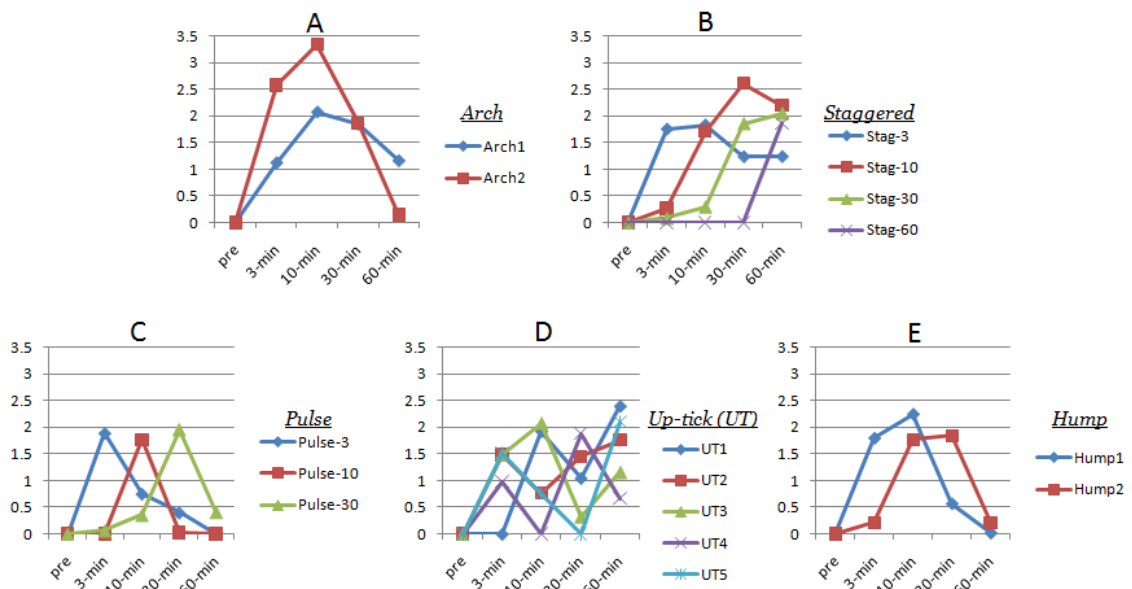 A
3.5
3
2.5
2
1.5
1
0.5
0
pre
3-min
10-min
30-min
60-min
Arch
Arch1
Arch2
B
3.5
3
2.5
2
1.5
1
0.5
0
pre
3-min
10-min
30-min
60-min
Staggered
Stag-3
Stag-10
Stag-30
Stag-60
C
3.5
3
2.5
2
1.5
1
0.5
0
pre
3-min
10-min
Pulse
Pulse-3
Pulse-10
Pulse-30
D
3.5
3
2.5
2
1.5
1
0.5
0
pre
3-min
10-min
Up-tick (UT)
UT1
UT2
UT3
UT4
UT5
E
3.5
3
2.5
2
1.5
1
0.5
0
pre
3-min
10-min
Hump
Hump1
Hump2